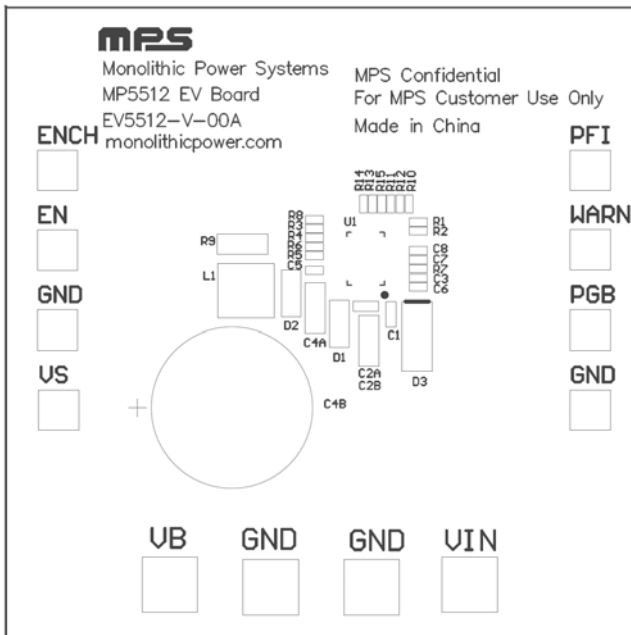 MPS
Monolithic Power Systems
MP5512 EV Board
EV5512-V-00A
monolithicpower.com
MPS Confidential
For MPS Customer Use Only
Made in China
ENCH
EN
GND
VS
PFI
WARN
PGB
GND
R14
R13
R15
R11
R12
R10
R8
R3
R4
R6
R5
C5
R9
L1
U1
R1
R2
C8
C7
R7
C3
C6
D2
C4A
D1
C2A
C2B
C1
D3
C4B
+
VB
GND
GND
VIN